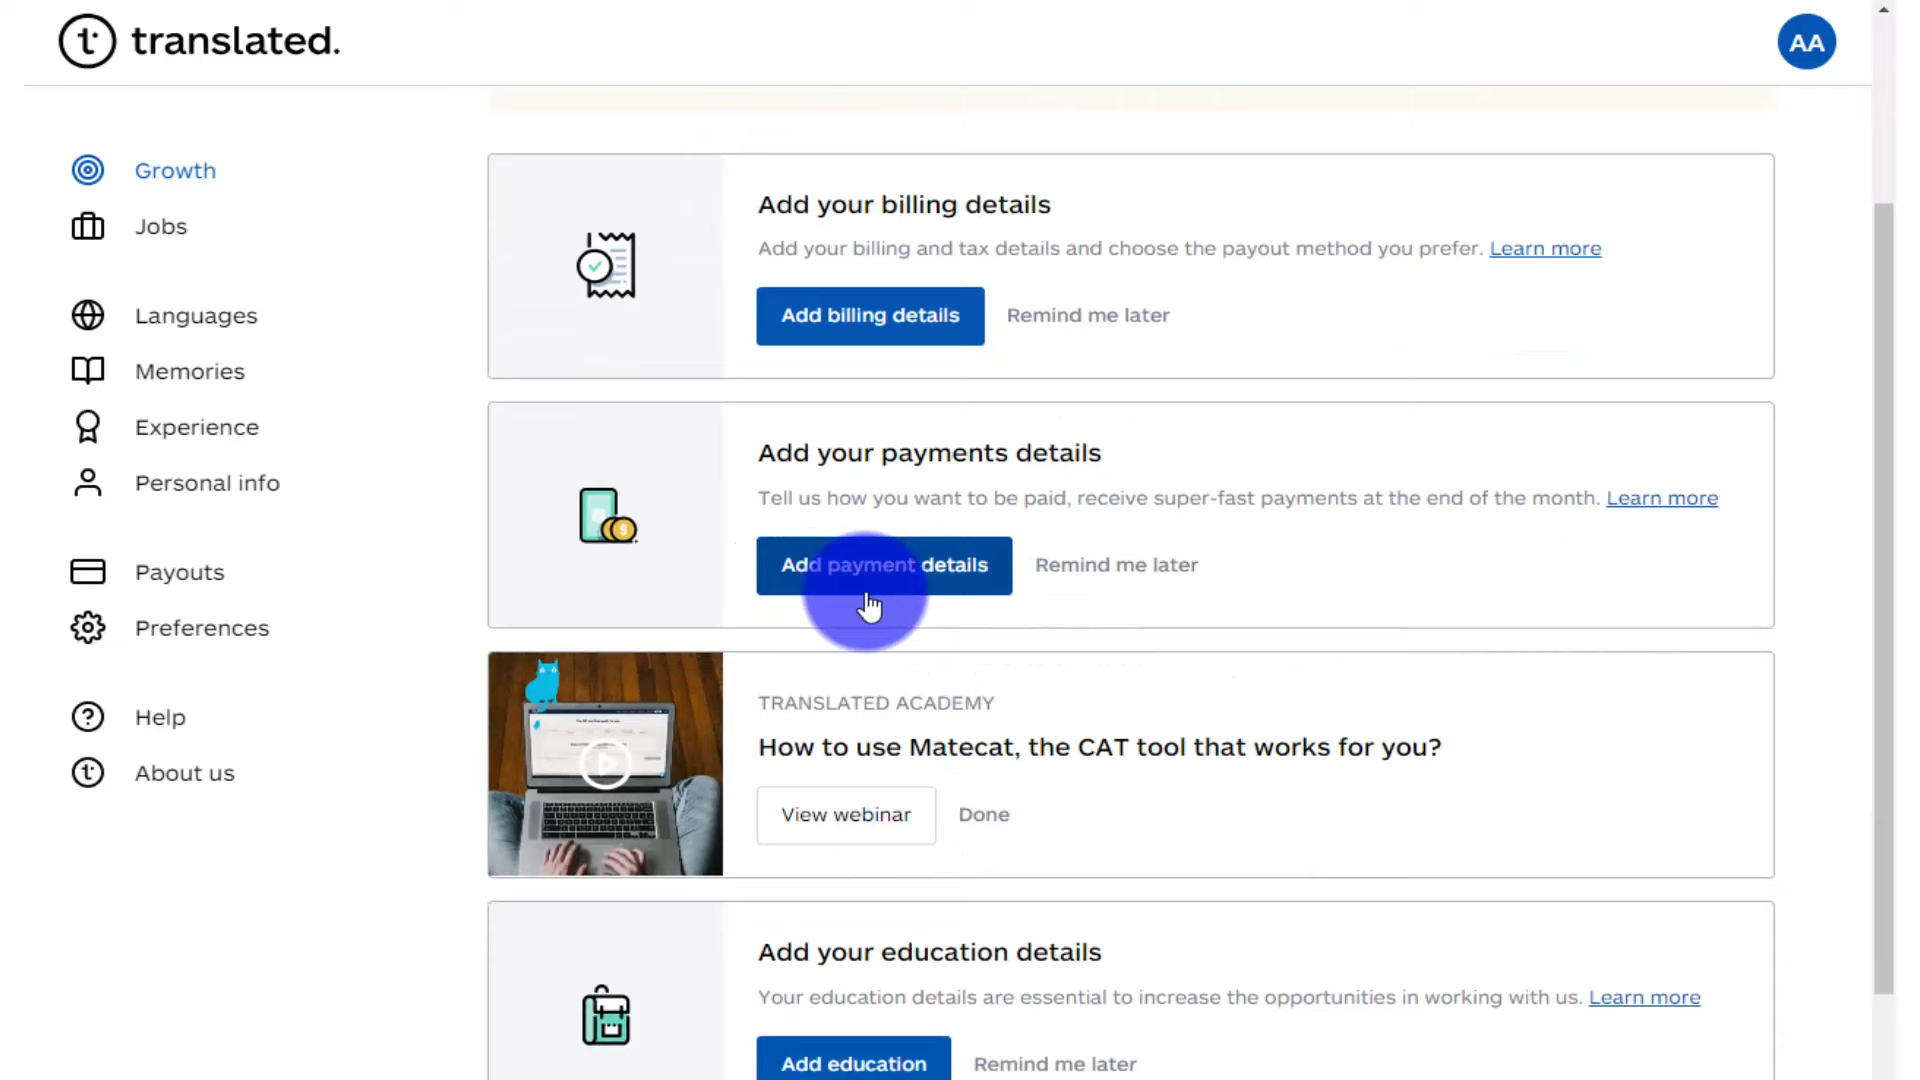 translated.
AA
Growth
Jobs
Languages
Memories
Experience
Personal info
Payouts
Preferences
Help
About us
Add your billing details
Add your billing and tax details and choose the payout method you prefer. Learn more
Add billing details Remind me later
Add your payments details
Tell us how you want to be paid, receive super-fast payments at the end of the month. Learn more
Add payment details Remind me later
TRANSLATED ACADEMY
How to use Matecat, the CAT tool that works for you?
View webinar Done
Add your education details
Your education details are essential to increase the opportunities in working with us. Learn more
Add education Remind me later